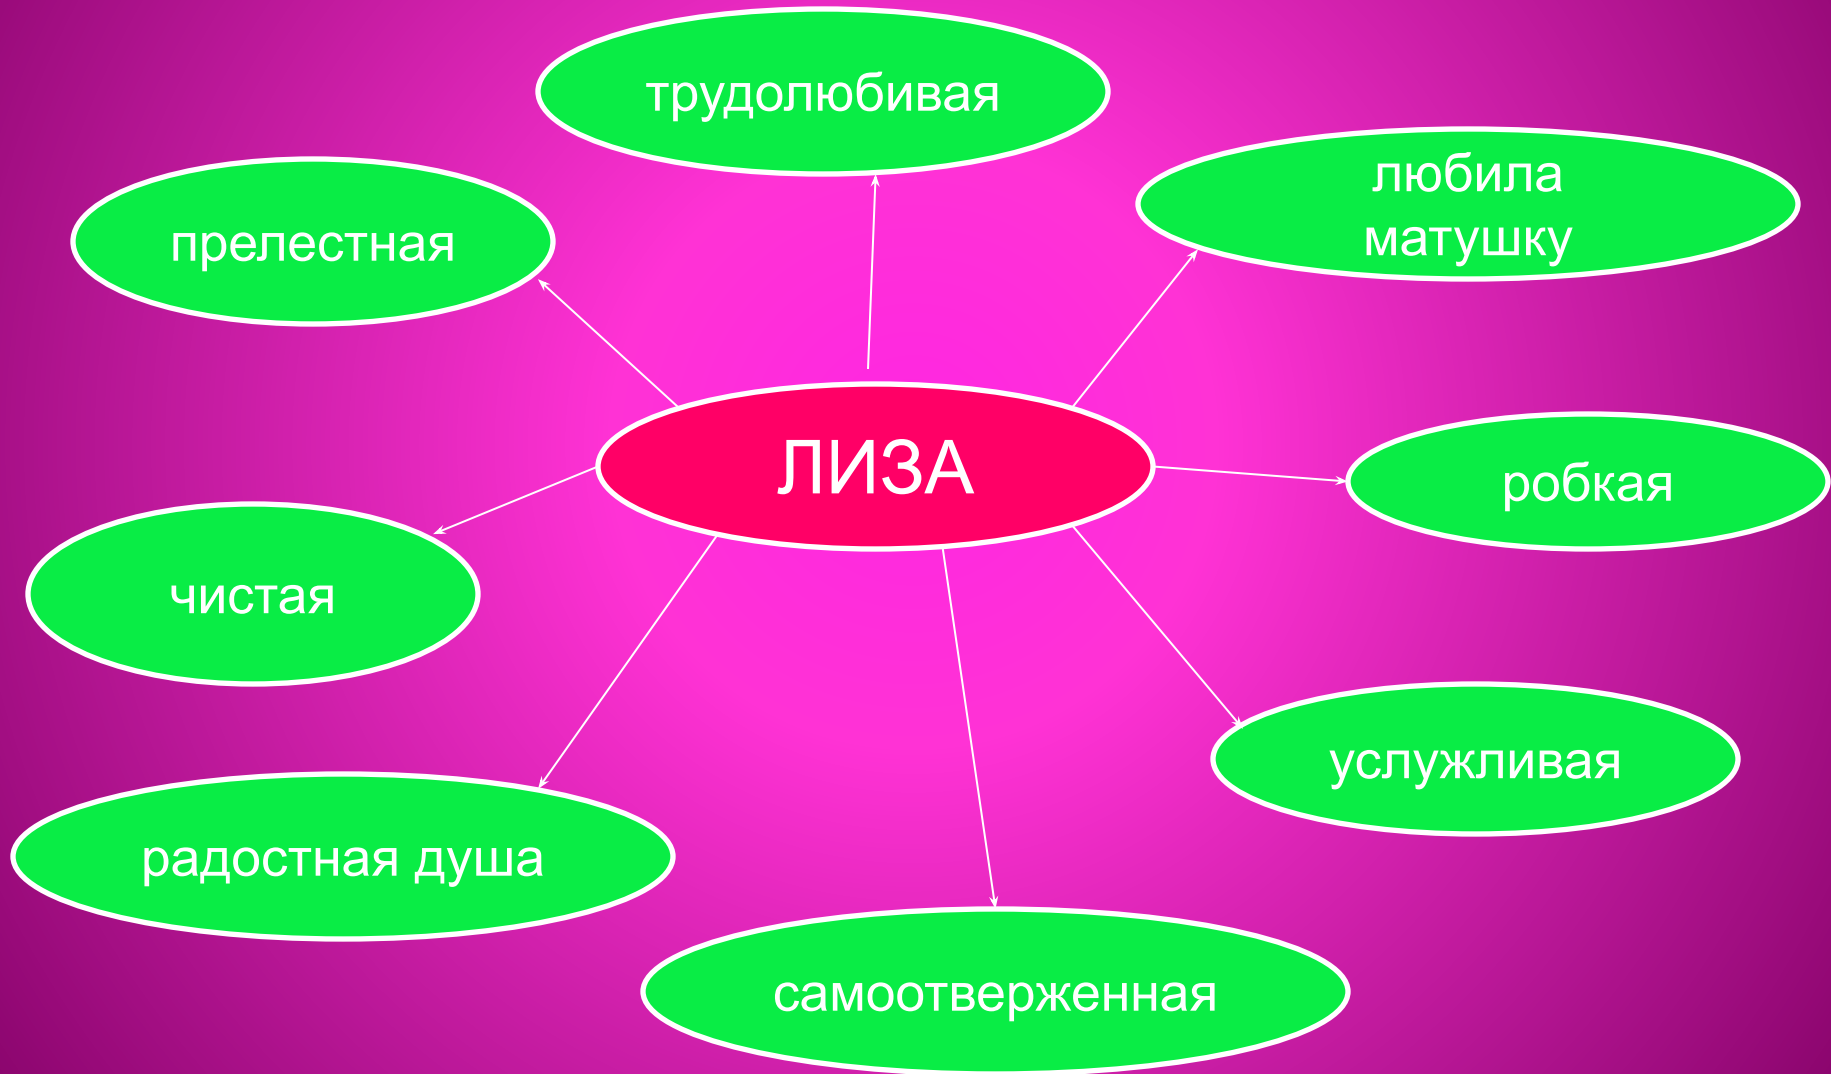 трудолюбивая
любила
матушку
прелестная
ЛИЗА
робкая
чистая
услужливая
радостная душа
самоотверженная